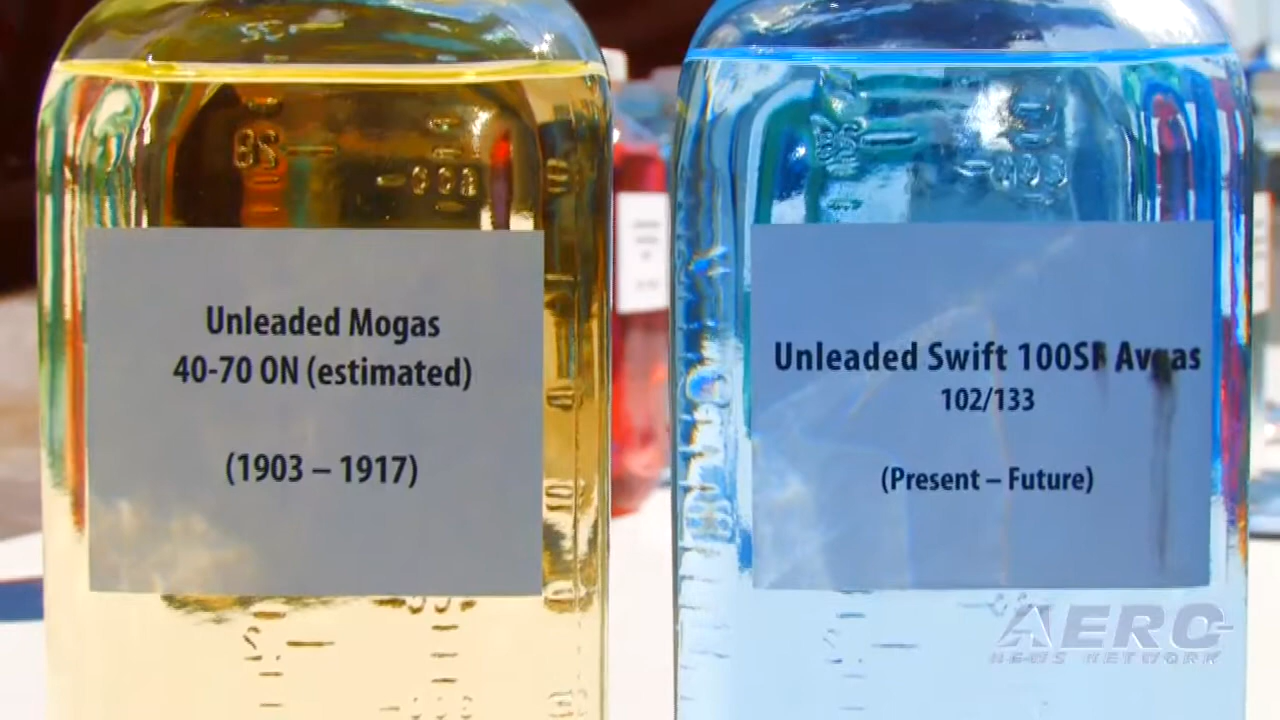 Unleaded Mogas
40-70 ON (estimated)
(1903 – 1917)
Unleaded Swift 100SF Avgas
102/133
(Present – Future)
28
AERO
NEWS NETWORK